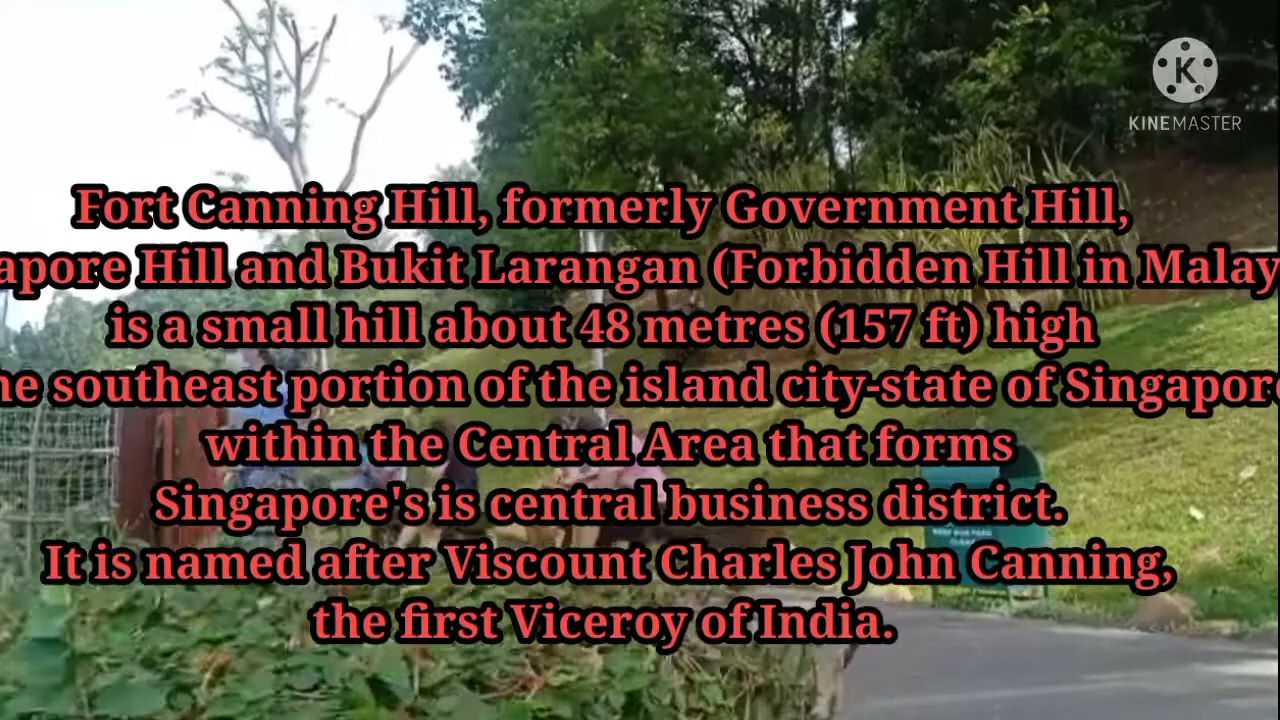 KINEMASTER
Fort Canning Hill, formerly Government Hill,
apore Hill and Bukit Larangan (Forbidden Hill in Malay
is a small hill about 48 metres (157 ft) high
he southeast portion of the island city-state of Singapore
within the Central Area that forms
Singapore's is central business district.
It is named after Viscount Charles John Canning,
the first Viceroy of India.